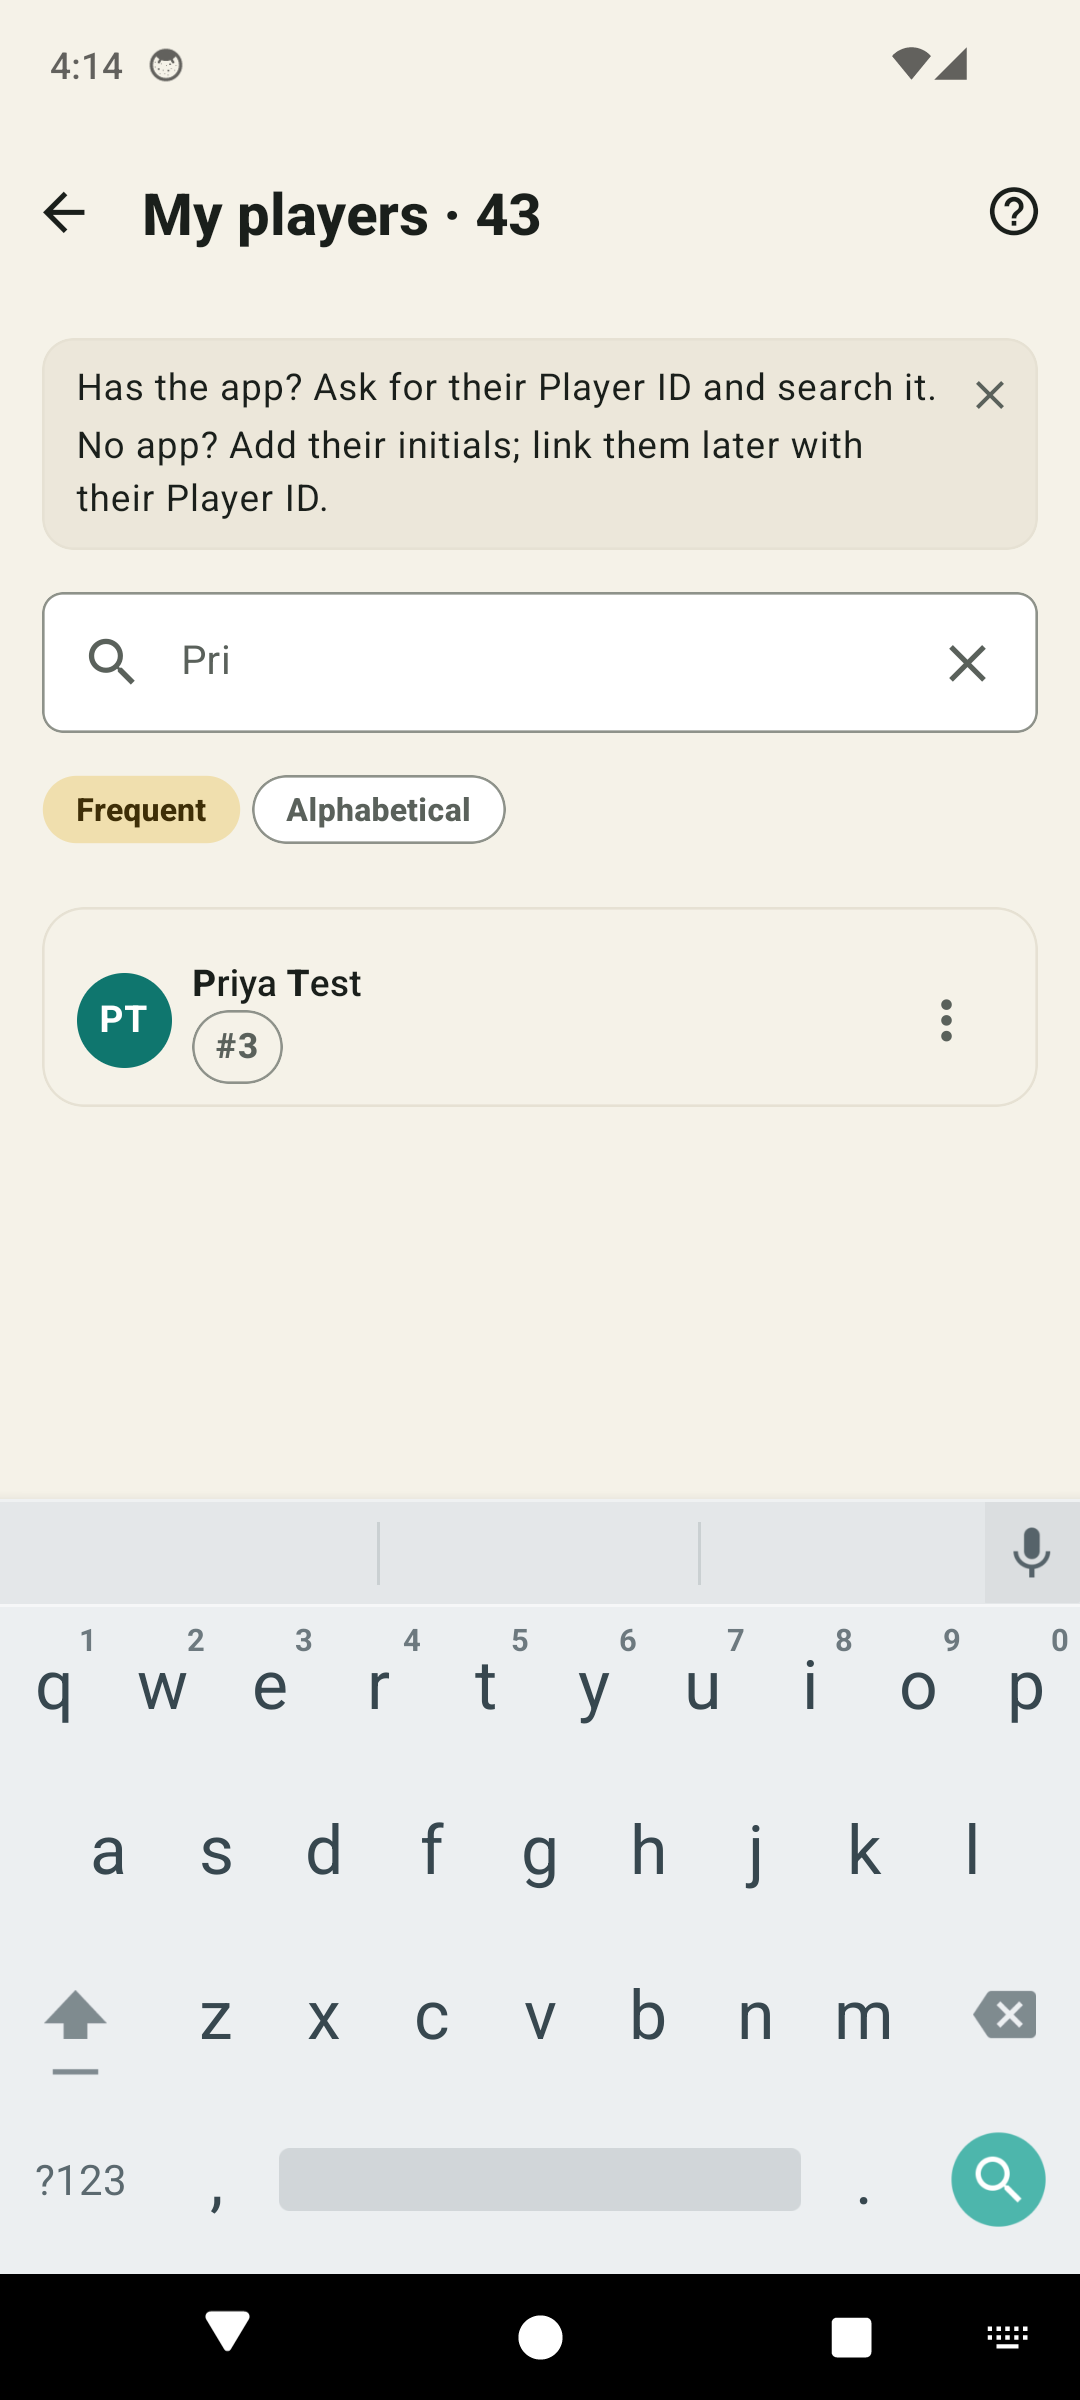 4:14
My players · 43
Has the app? Ask for their Player ID and search it.
No app? Add their initials; link them later with
their Player ID.
Pri
Frequent Alphabetical
PT
Priya Test
#3
1 2 3 4 5 6 7 8 9 0
q w e r t y u i o p
a s d f g h j k l
z x c v b n m
?123 , .